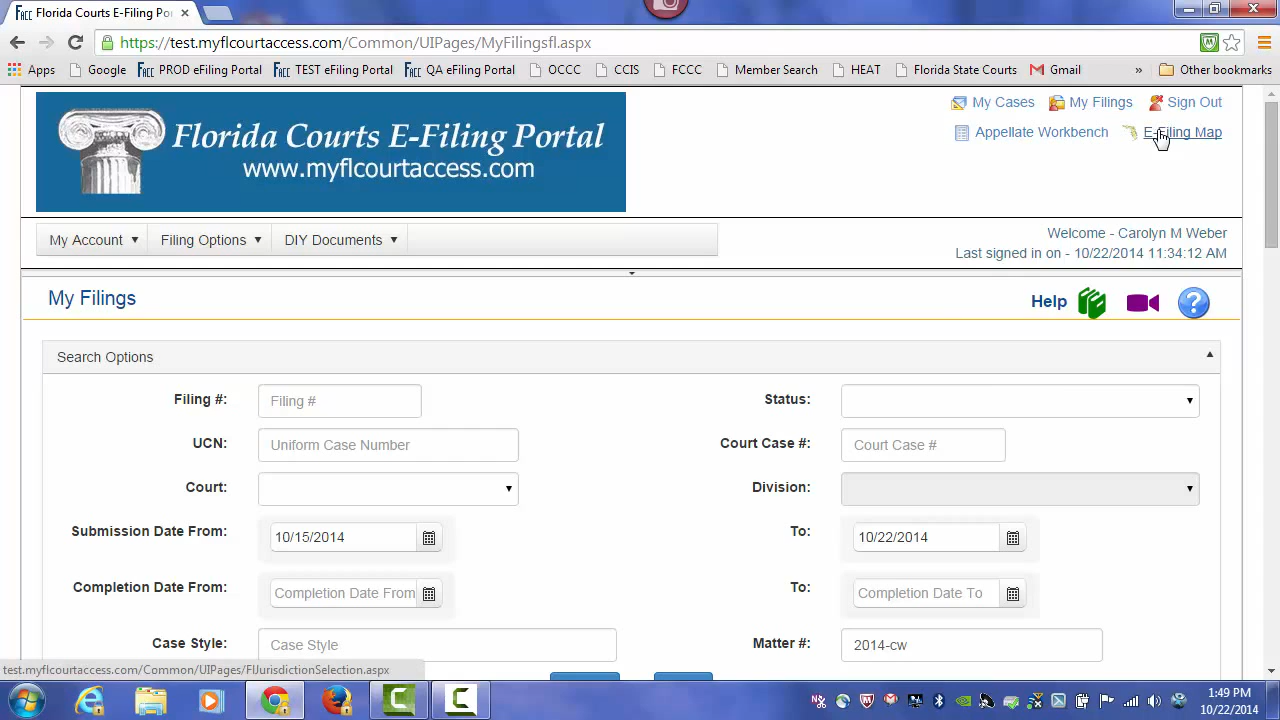 Facc Florida Courts E-Filing Por
https://test.myflcourtaccess.com/Common/UIPages/MyFilingsfl.aspx
Apps Google Facc PROD eFiling Portal Facc TEST eFiling Portal Facc QA eFiling Portal OCCC CCIS FCCC Member Search HEAT Florida State Courts Gmail » Other bookmarks
My Cases My Filings Sign Out
Florida Courts E-Filing Portal
www.myflcourtaccess.com
Appellate Workbench E-Filing Map
My Account Filing Options DIY Documents
Welcome - Carolyn M Weber
Last signed in on - 10/22/2014 11:34:12 AM
My Filings Help ?
Search Options
Filing #: Filing # Status:
UCN: Uniform Case Number Court Case #: Court Case #
Court: Division:
Submission Date From: 10/15/2014 To: 10/22/2014
Completion Date From: Completion Date From To: Completion Date To
Case Style: Case Style Matter #: 2014-cw
test.myflcourtaccess.com/Common/UIPages/FlJurisdictionSelection.aspx
1:49 PM
10/22/2014